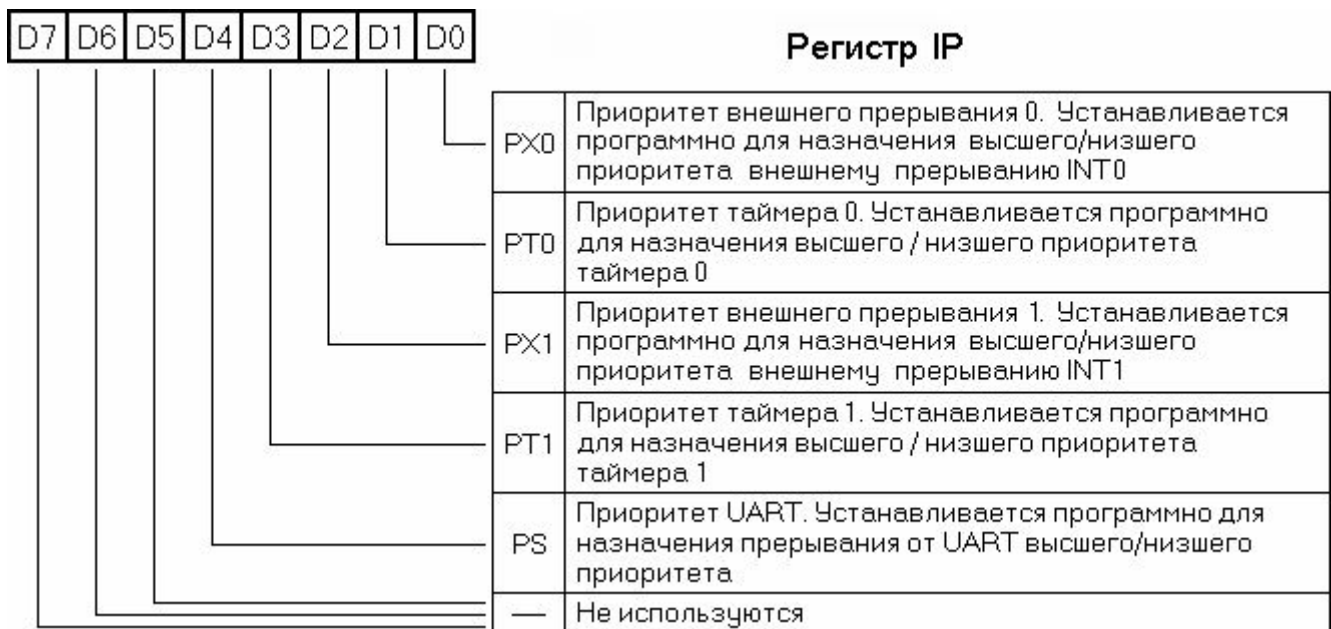 D7 D6 D5 D4 D3 D2 D1 D0
Регистр IP
PX0
Приоритет внешнего прерывания 0. Устанавливается
программно для назначения высшего/низшего
приоритета внешнему прерыванию INT0
PT0
Приоритет таймера 0. Устанавливается программно
для назначения высшего / низшего приоритета
таймера 0
PX1
Приоритет внешнего прерывания 1. Устанавливается
программно для назначения высшего/низшего
приоритета внешнему прерыванию INT1
PT1
Приоритет таймера 1. Устанавливается программно
для назначения высшего / низшего приоритета
таймера 1
PS
Приоритет UART. Устанавливается программно для
назначения прерывания от UART высшего/низшего
приоритета
—
Не используются